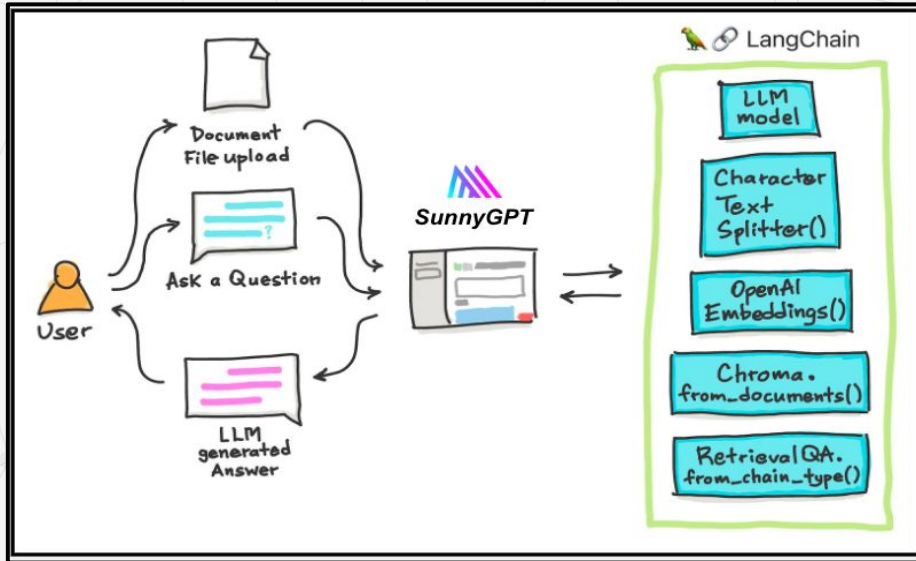 Document
File upload
?
Ask a Question
User
LLM
generated
Answer
SunnyGPT
LangChain
LLM
model
Character
Text
Splitter()
OpenAI
Embeddings()
Chroma.
from_documents()
RetrievalQA.
from_chain_type()